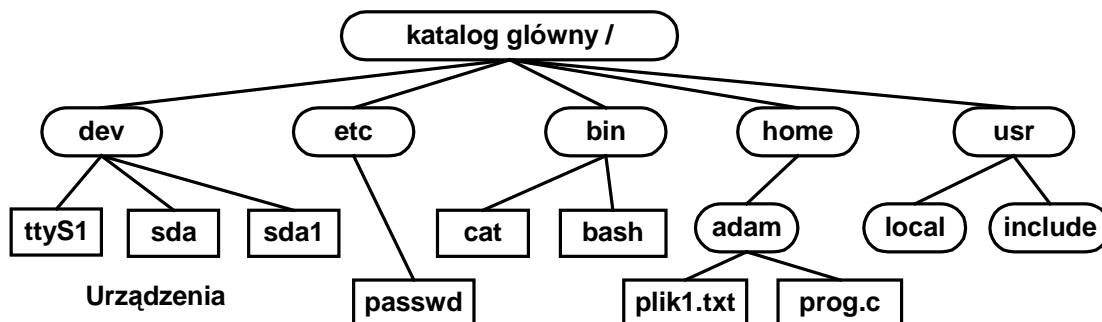 katalog glówny /
dev etc bin home usr
ttyS1 sda sda1 cat bash adam local include
Urządzenia passwd plik1.txt prog.c